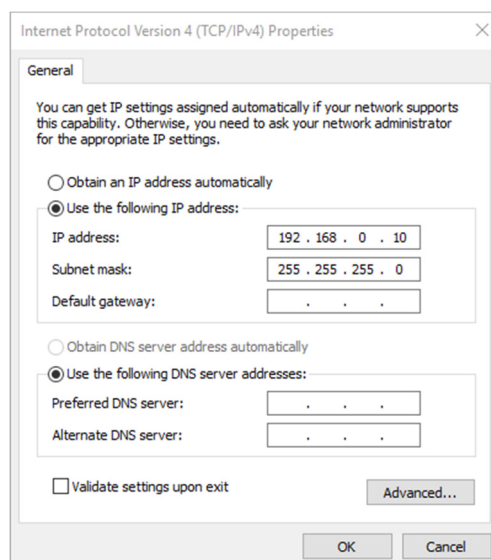 Internet Protocol Version 4 (TCP/IPv4) Properties
General
You can get IP settings assigned automatically if your network supports
this capability. Otherwise, you need to ask your network administrator
for the appropriate IP settings.
Obtain an IP address automatically
Use the following IP address:
IP address: 192 . 168 . 0 . 10
Subnet mask: 255 . 255 . 255 . 0
Default gateway: . . .
Obtain DNS server address automatically
Use the following DNS server addresses:
Preferred DNS server: . . .
Alternate DNS server: . . .
Validate settings upon exit
Advanced...
OK Cancel